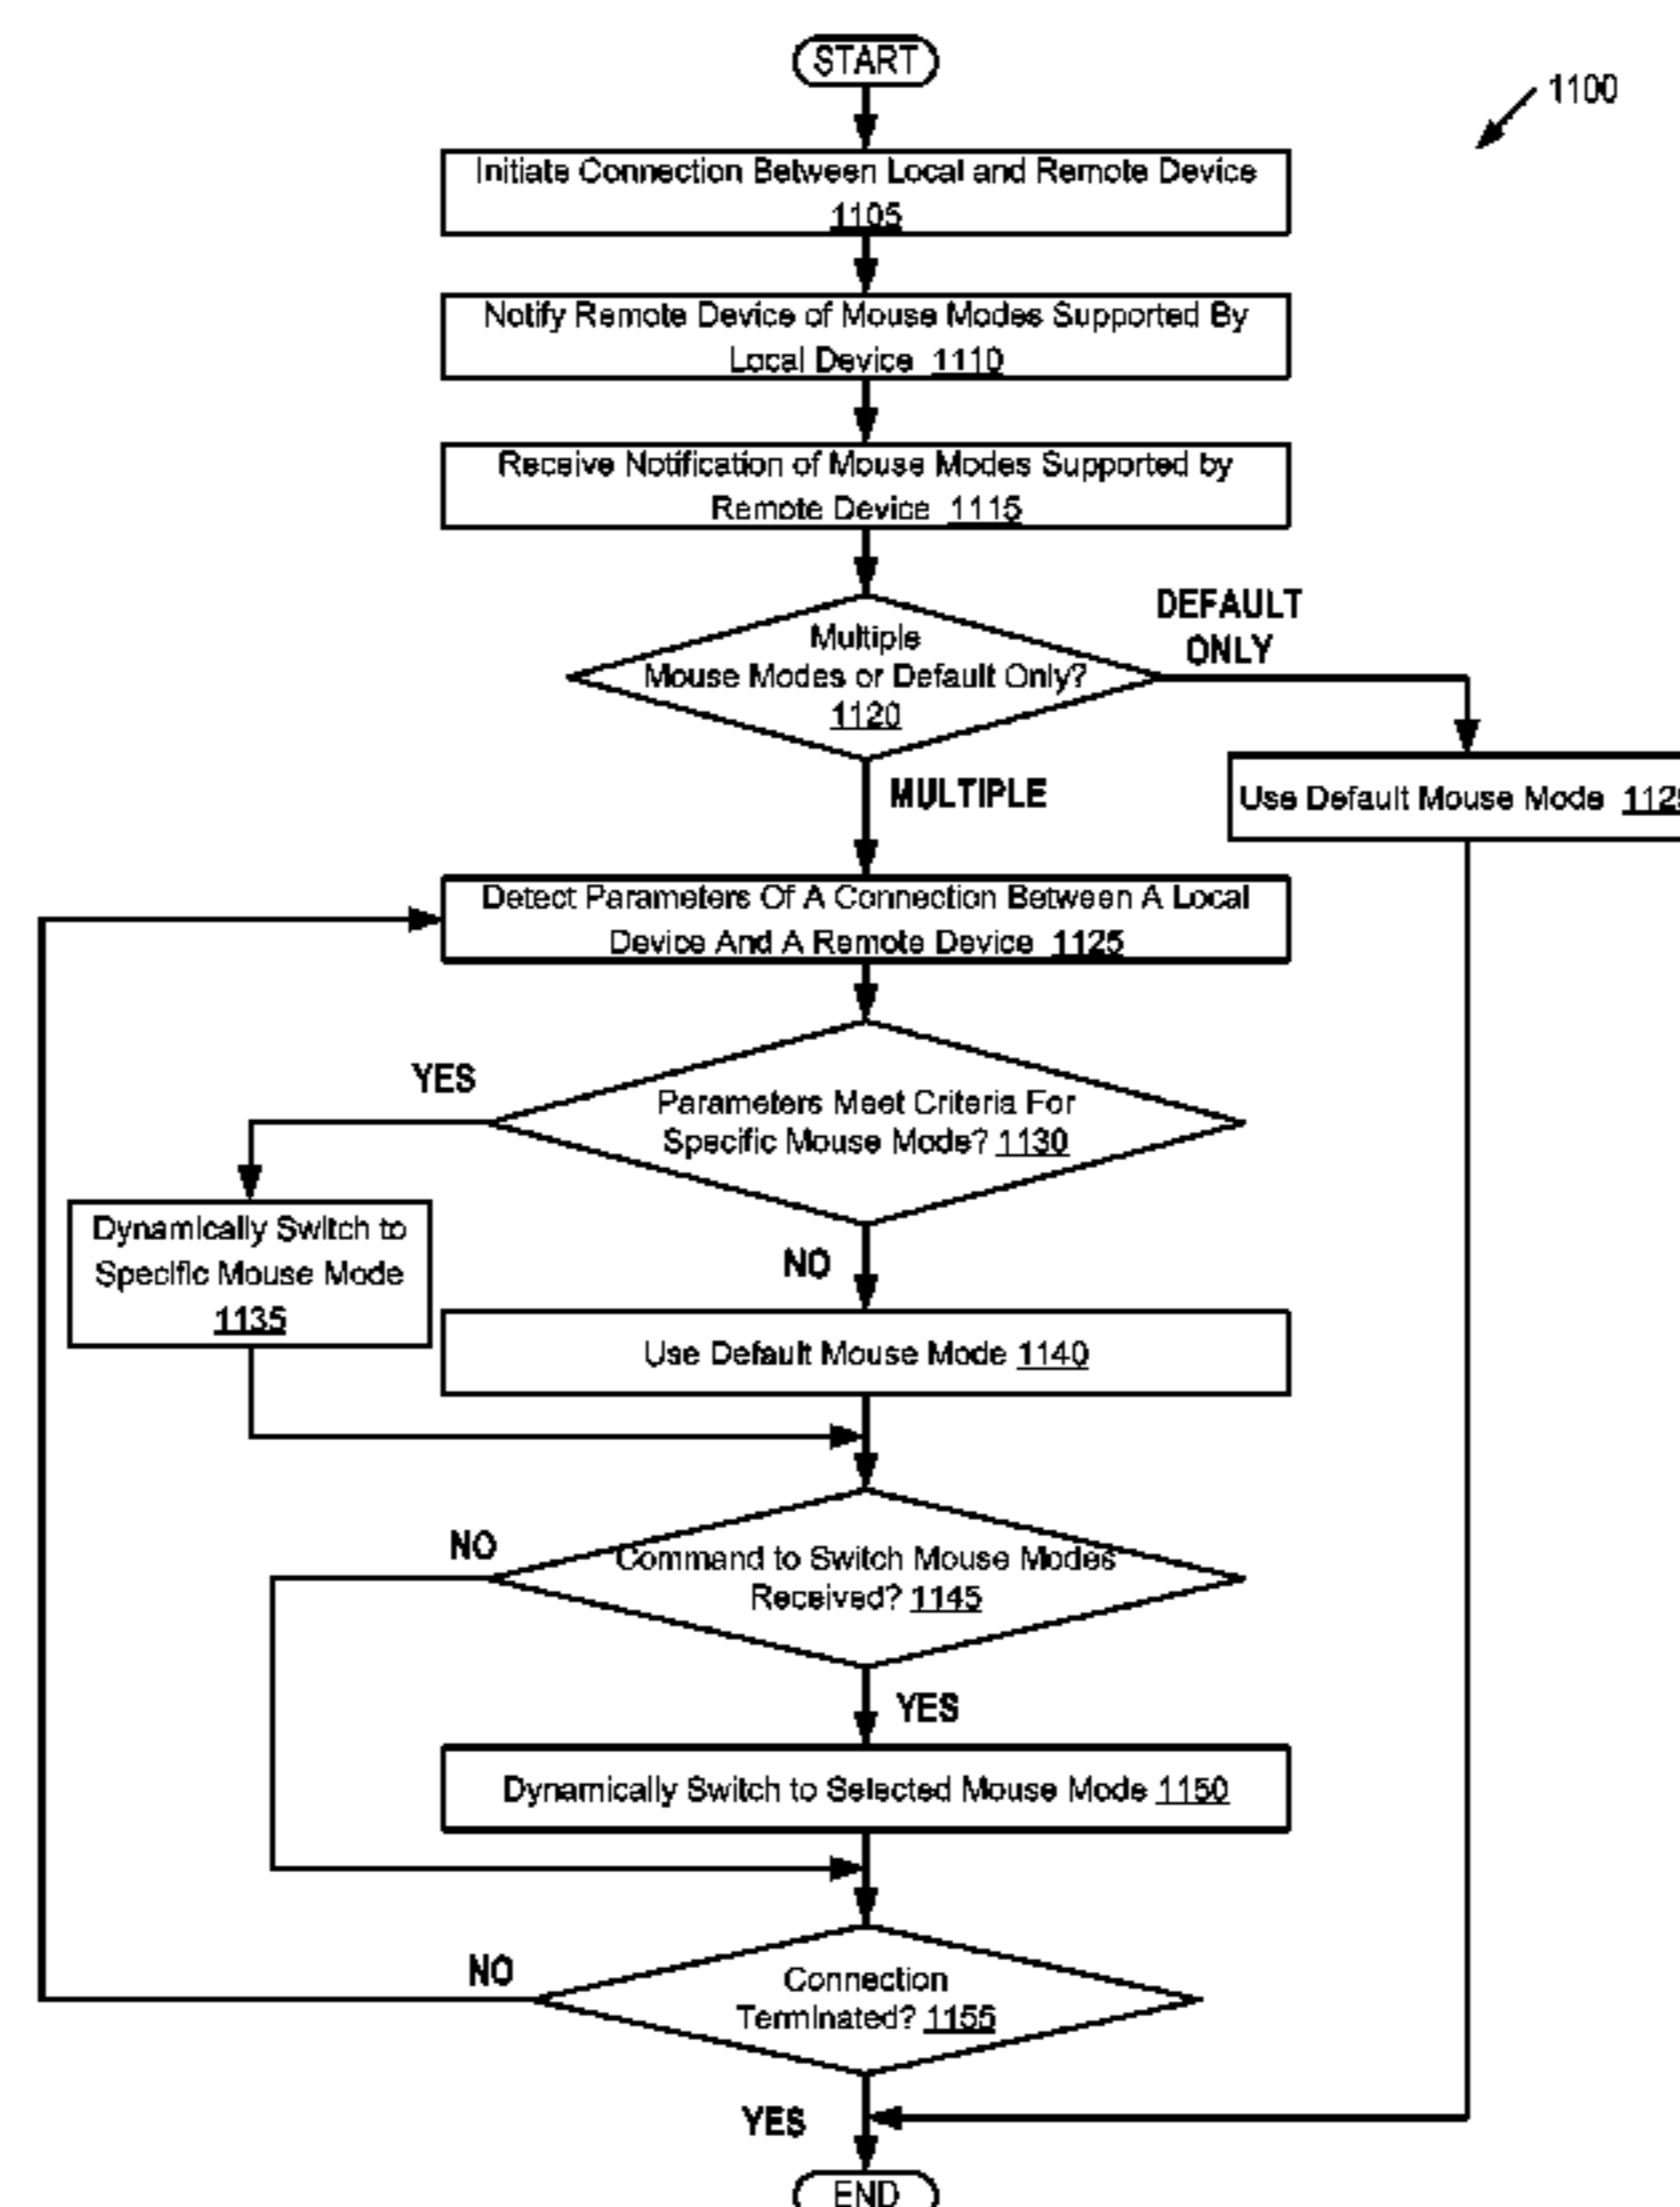 START
1100
Initiate Connection Between Local and Remote Device
1105
Notify Remote Device of Mouse Modes Supported By
Local Device 1110
Receive Notification of Mouse Modes Supported by
Remote Device 1115
Multiple
Mouse Modes or Default Only?
1120
DEFAULT
ONLY
MULTIPLE
Use Default Mouse Mode
Detect Parameters Of A Connection Between A Local
Device And A Remote Device 1125
YES
Parameters Meet Criteria For
Specific Mouse Mode? 1130
Dynamically Switch to
Specific Mouse Mode
1135
NO
Use Default Mouse Mode 1140
NO
Command to Switch Mouse Modes
Received? 1145
YES
Dynamically Switch to Selected Mouse Mode 1150
NO
Connection
Terminated? 1155
YES
END